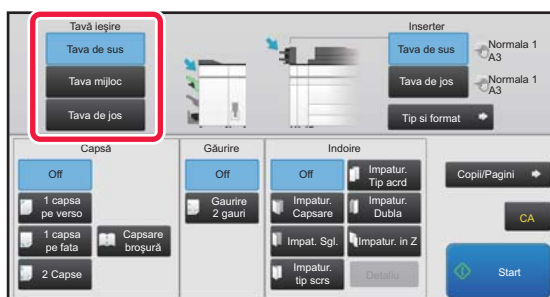 Tavă ieșire
Tava de sus
Tava mijloc
Tava de jos
Inserter
Tava de sus
Normala 1
A3
Tava de jos
Normala 1
A3
Tip si format
Capsă
Off
1 capsa
pe verso
1 capsa
pe fata
Capsare
broșură
2 Capse
Găurire
Off
Gaurire
2 gauri
Indoire
Off
Impatur.
Tip acrd
Impatur.
Capsare
Impatur.
Dubla
Impat. Sgl.
Impatur. in Z
Impatur.
tip scrs
Detaliu
Copii/Pagini
CA
Start